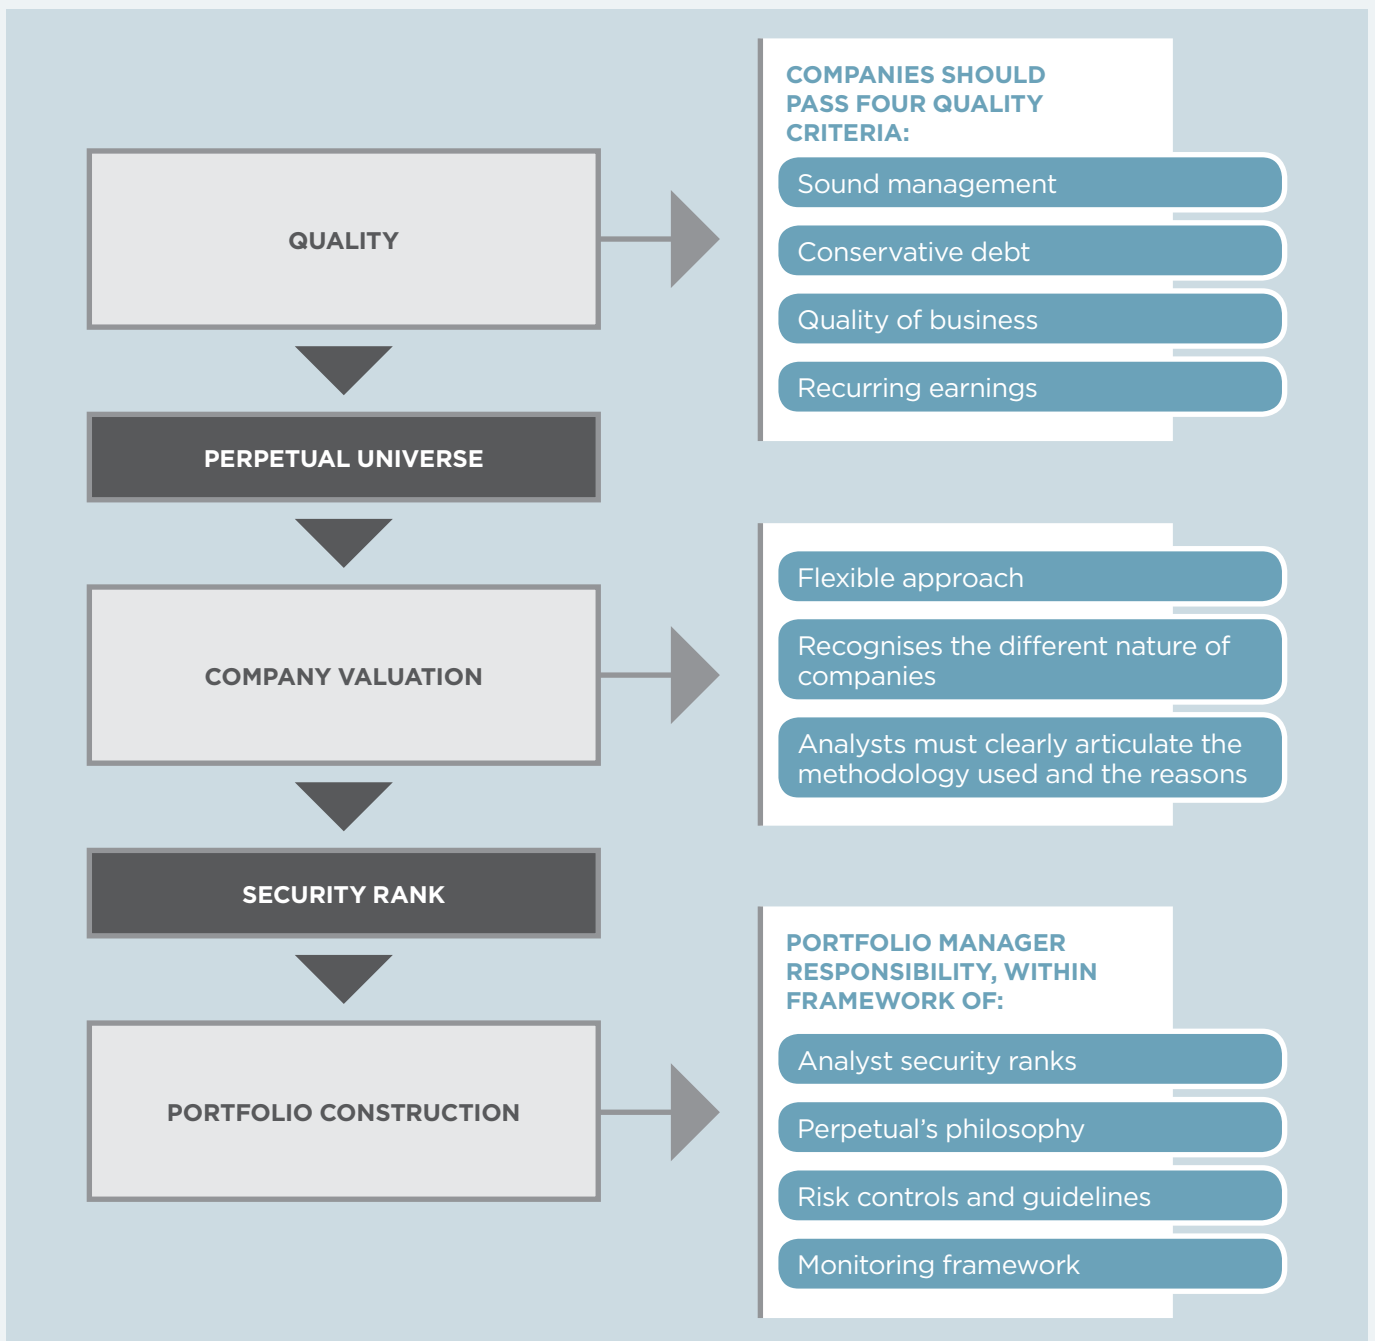 QUALITY
COMPANIES SHOULD
PASS FOUR QUALITY
CRITERIA:
Sound management
Conservative debt
Quality of business
Recurring earnings
PERPETUAL UNIVERSE
COMPANY VALUATION
Flexible approach
Recognises the different nature of
companies
Analysts must clearly articulate the
methodology used and the reasons
SECURITY RANK
PORTFOLIO CONSTRUCTION
PORTFOLIO MANAGER
RESPONSIBILITY, WITHIN
FRAMEWORK OF:
Analyst security ranks
Perpetual’s philosophy
Risk controls and guidelines
Monitoring framework